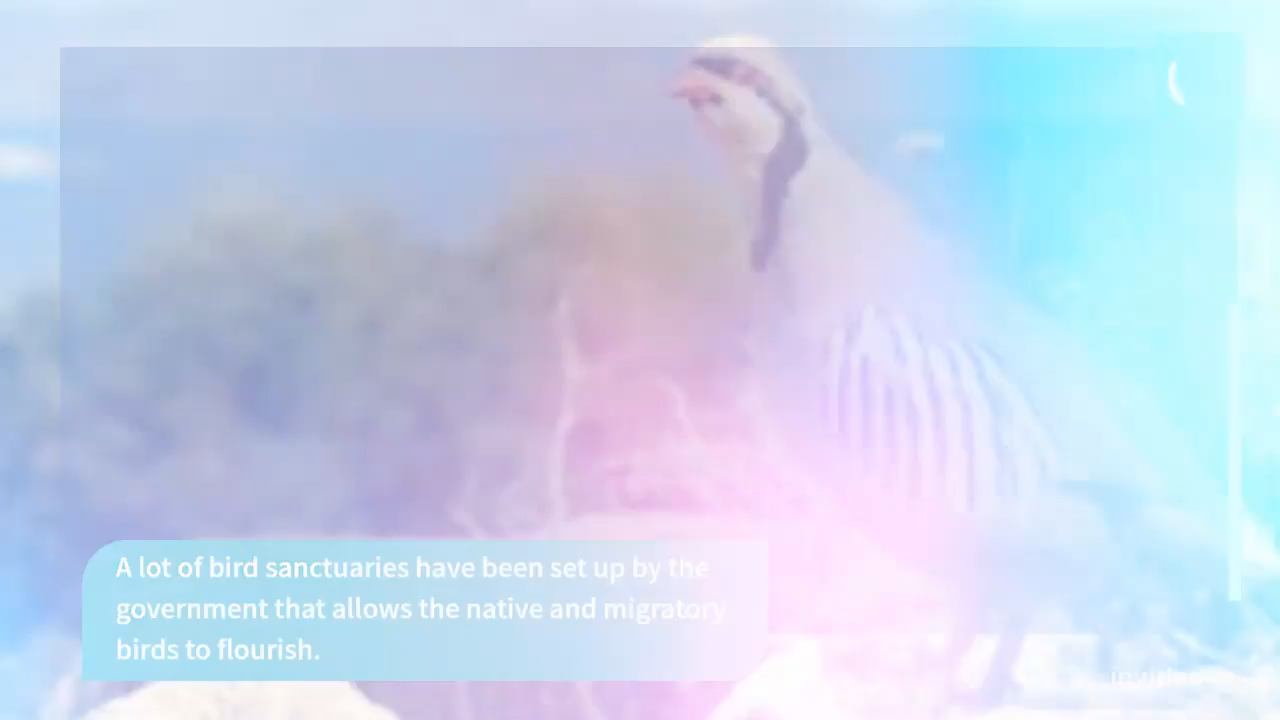 A lot of bird sanctuaries have been set up by the
government that allows the native and migratory
birds to flourish.